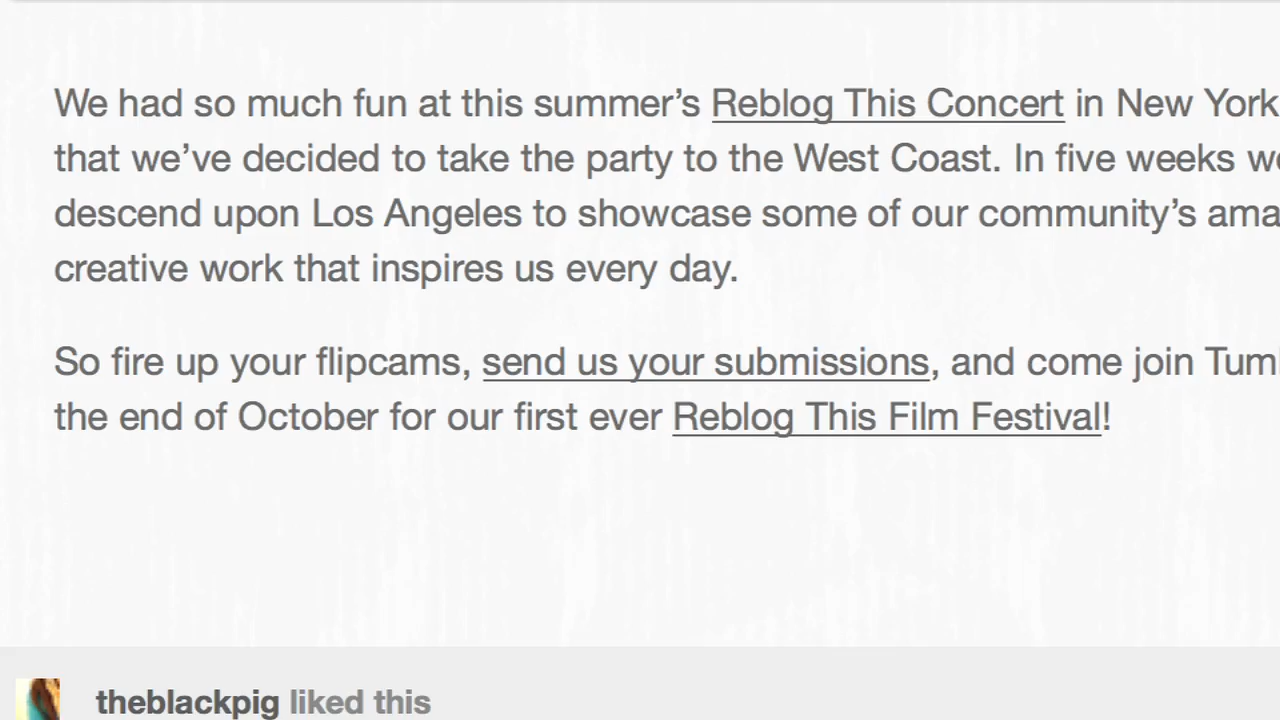 We had so much fun at this summer’s Reblog This Concert in New York
that we’ve decided to take the party to the West Coast. In five weeks
descend upon Los Angeles to showcase some of our community’s
creative work that inspires us every day.
So fire up your flipcams, send us your submissions, and come join
the end of October for our first ever Reblog This Film Festival!
theblackpig liked this